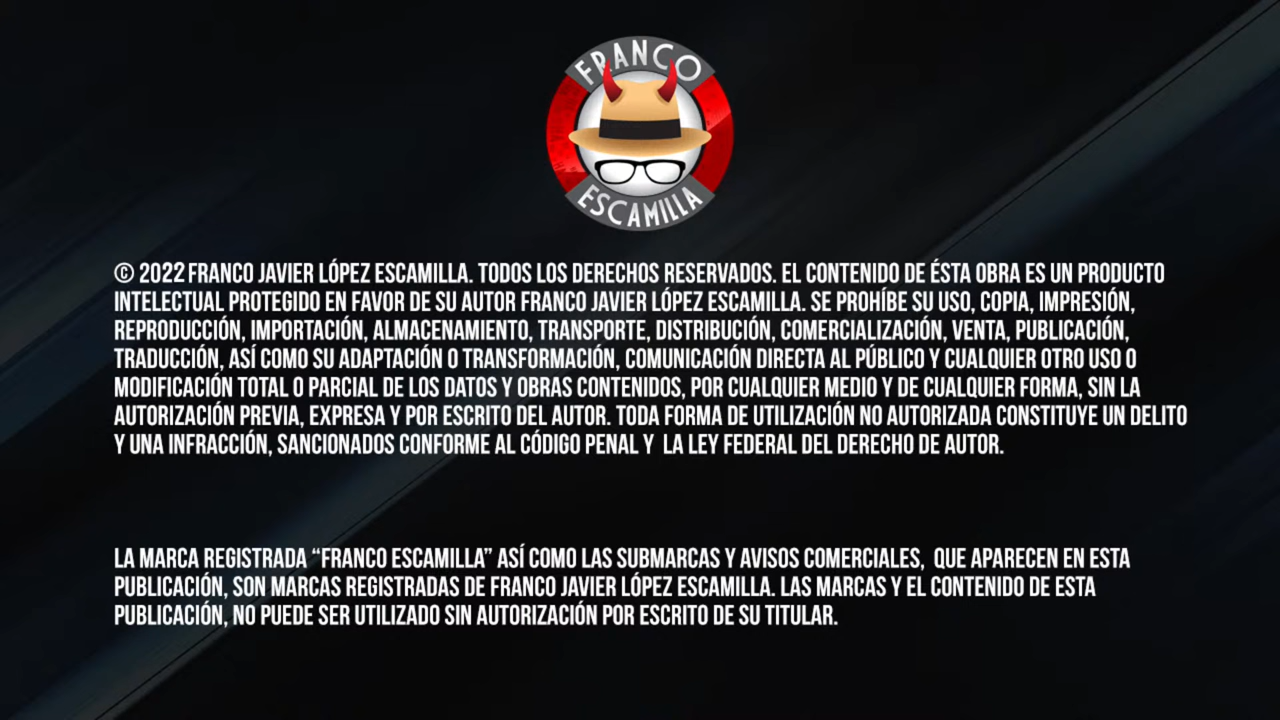 FRANCO
ESCAMILLA
© 2022 FRANCO JAVIER LÓPEZ ESCAMILLA. TODOS LOS DERECHOS RESERVADOS. EL CONTENIDO DE ÉSTA OBRA ES UN PRODUCTO
INTELECTUAL PROTEGIDO EN FAVOR DE SU AUTOR FRANCO JAVIER LÓPEZ ESCAMILLA. SE PROHÍBE SU USO, COPIA, IMPRESIÓN,
REPRODUCCIÓN, IMPORTACIÓN, ALMACENAMIENTO, TRANSPORTE, DISTRIBUCIÓN, COMERCIALIZACIÓN, VENTA, PUBLICACIÓN,
TRADUCCIÓN, ASÍ COMO SU ADAPTACIÓN O TRANSFORMACIÓN, COMUNICACIÓN DIRECTA AL PÚBLICO Y CUALQUIER OTRO USO O
MODIFICACIÓN TOTAL O PARCIAL DE LOS DATOS Y OBRAS CONTENIDOS, POR CUALQUIER MEDIO Y DE CUALQUIER FORMA, SIN LA
AUTORIZACIÓN PREVIA, EXPRESA Y POR ESCRITO DEL AUTOR. TODA FORMA DE UTILIZACIÓN NO AUTORIZADA CONSTITUYE UN DELITO
Y UNA INFRACCIÓN, SANCIONADOS CONFORME AL CÓDIGO PENAL Y LA LEY FEDERAL DEL DERECHO DE AUTOR.
LA MARCA REGISTRADA “FRANCO ESCAMILLA” ASÍ COMO LAS SUBMARCAS Y AVISOS COMERCIALES, QUE APARECEN EN ESTA
PUBLICACIÓN, SON MARCAS REGISTRADAS DE FRANCO JAVIER LÓPEZ ESCAMILLA. LAS MARCAS Y EL CONTENIDO DE ESTA
PUBLICACIÓN, NO PUEDE SER UTILIZADO SIN AUTORIZACIÓN POR ESCRITO DE SU TITULAR.